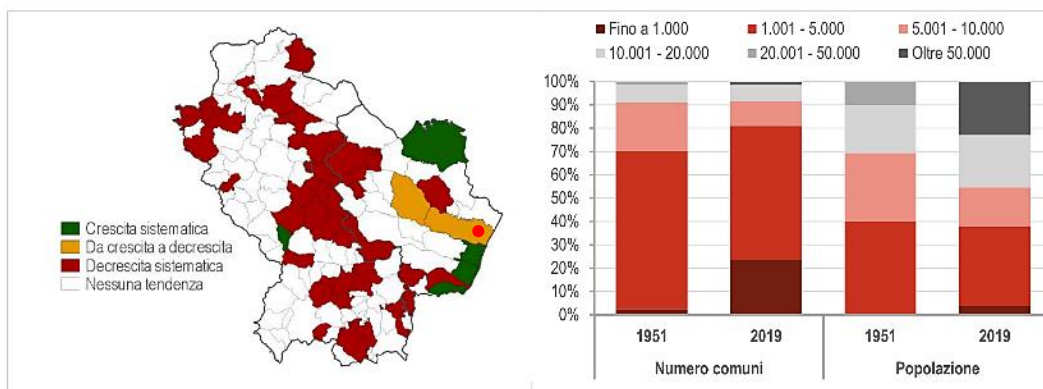 Crescita sistematica
Da crescita a decrescita
Decrescita sistematica
Nessuna tendenza
Fino a 1.000
1.001 - 5.000
5.001 - 10.000
10.001 - 20.000
20.001 - 50.000
Oltre 50.000
100%
90%
80%
70%
60%
50%
40%
30%
20%
10%
0%
1951
2019
1951
2019
Numero comuni
Popolazione